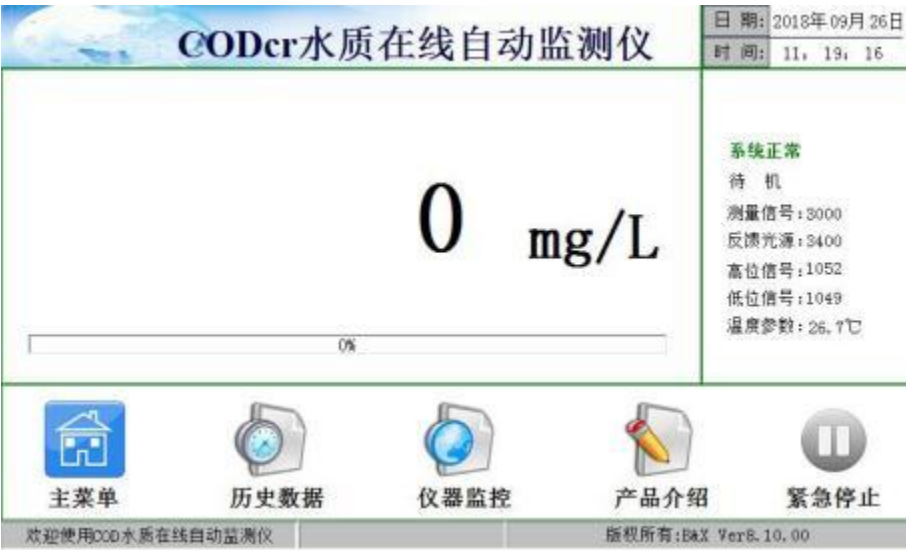 CODcr水质在线自动监测仪
日 期: 2018年09月26日
时 间: 11: 19: 16
0 mg/L
0%
系统正常
待 机
测量信号:3000
反馈光源:3400
高位信号:1052
低位信号:1049
温度参数:26.7℃
主菜单 历史数据 仪器监控 产品介绍 紧急停止
欢迎使用COD水质在线自动监测仪 版权所有:BAX Ver8.10.00